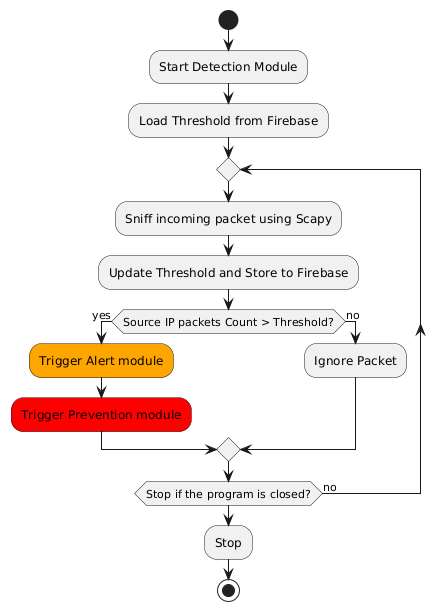 Start Detection Module
Load Threshold from Firebase
Sniff incoming packet using Scapy
Update Threshold and Store to Firebase
Source IP packets Count > Threshold?
yes
no
Trigger Alert module
Ignore Packet
Trigger Prevention module
Stop if the program is closed?
no
Stop